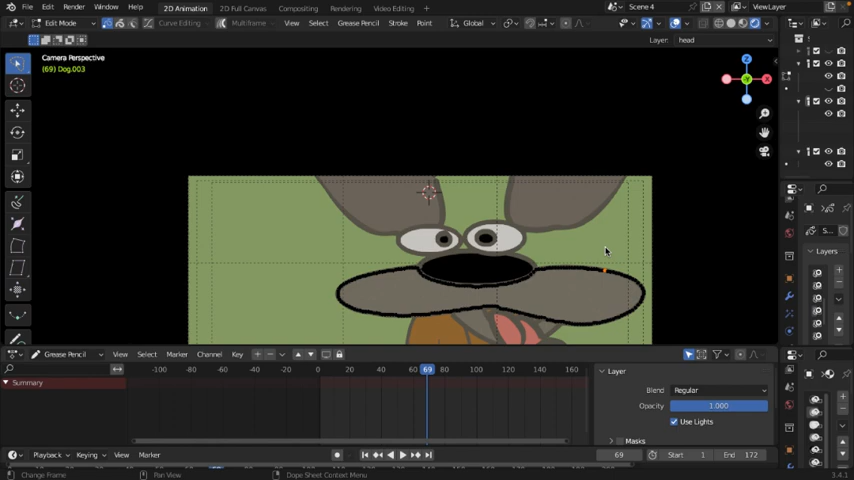 File Edit Render Window Help 2D Animation 2D Full Canvas Compositing Rendering Video Editing + Scene 4 ViewLayer
Edit Mode Curve Editing Multiframe View Select Grease Pencil Stroke Point Global
Layer: head
Camera Perspective
(69) Dog.003
Z
X
Y
S...
Layers
Grease Pencil View Select Marker Channel Key
-100 -80 -60 -40 -20 0 20 40 60 69 80 100 120 140 160
Summary
Layer
Blend Regular
Opacity 1.000
Use Lights
Masks
Playback Keying View Marker 69 Start 1 End 172
Change Frame Pan View Dope Sheet Context Menu 3.4.1